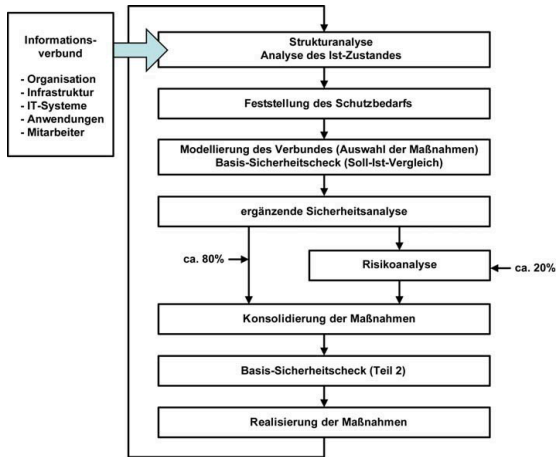 Informations-
verbund
- Organisation
- Infrastruktur
- IT-Systeme
- Anwendungen
- Mitarbeiter
Strukturanalyse
Analyse des Ist-Zustandes
Feststellung des Schutzbedarfs
Modellierung des Verbundes (Auswahl der Maßnahmen)
Basis-Sicherheitscheck (Soll-Ist-Vergleich)
ergänzende Sicherheitsanalyse
ca. 80%
Risikoanalyse
ca. 20%
Konsolidierung der Maßnahmen
Basis-Sicherheitscheck (Teil 2)
Realisierung der Maßnahmen